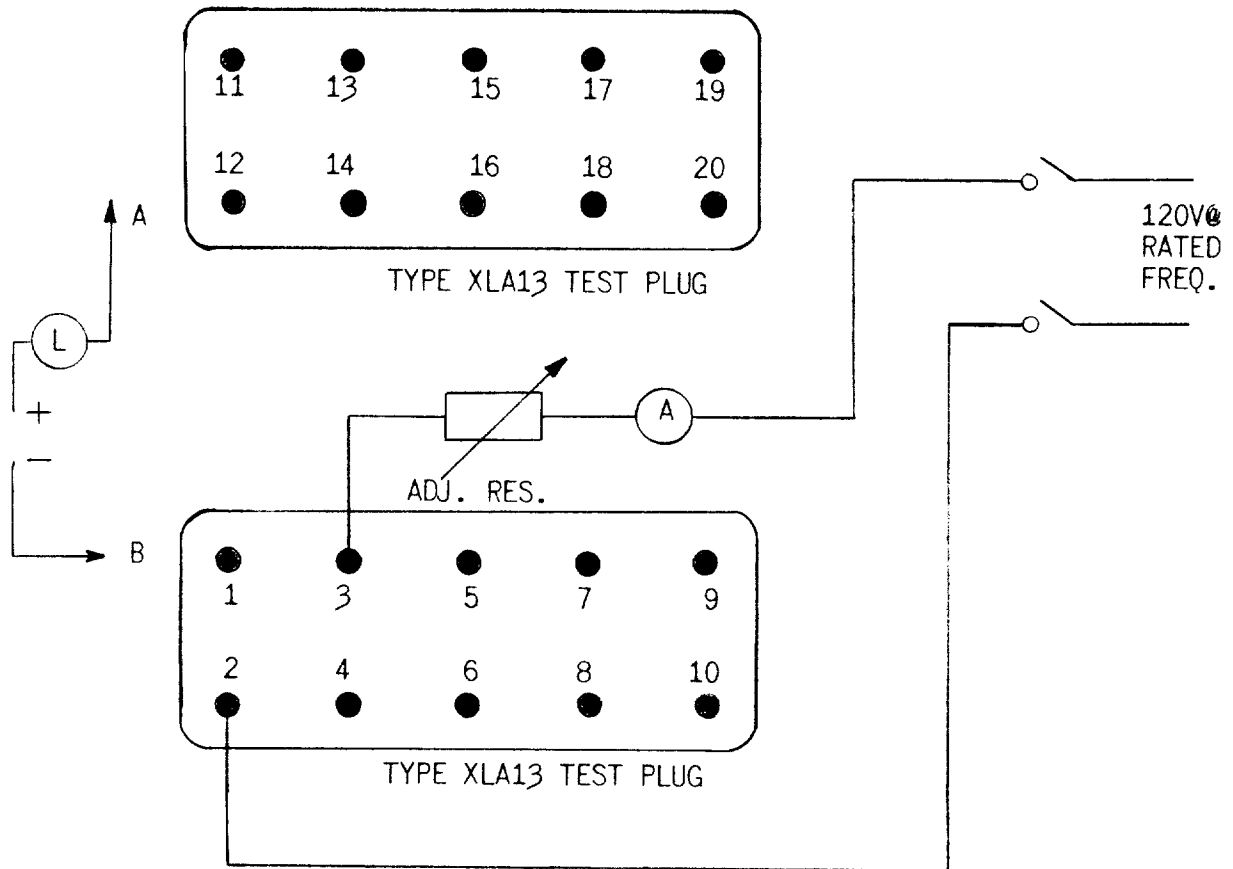 11 13 15 17 19
12 14 16 18 20
A
120V@
RATED
FREQ.
TYPE XLA13 TEST PLUG
L
+
A
—
ADJ. RES.
B
1 3 5 7 9
2 4 6 8 10
TYPE XLA13 TEST PLUG